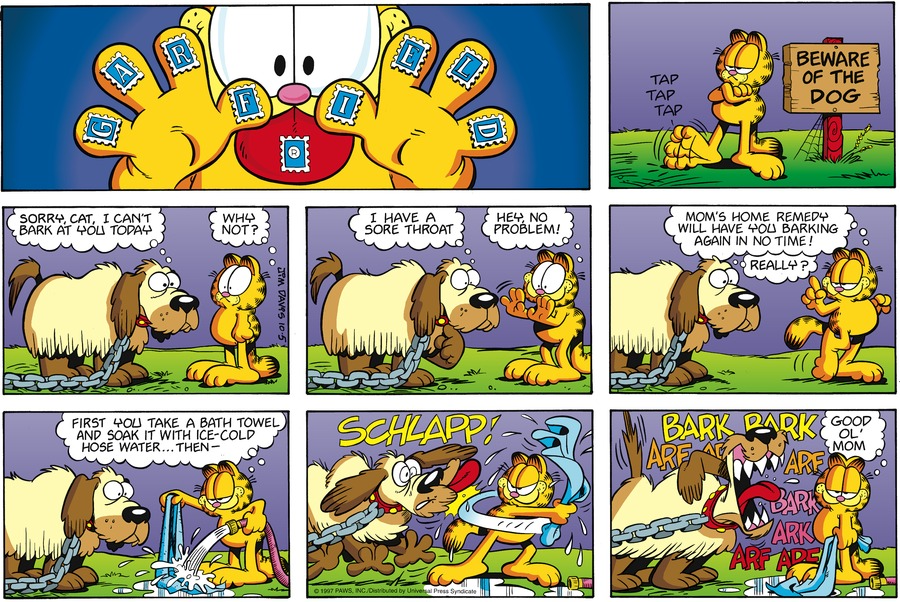 G A R F I E L D
®
TAP
TAP
TAP
BEWARE
OF THE
DOG
SORRY, CAT, I CAN'T
BARK AT YOU TODAY
WHY
NOT?
JIM DAVIS 10-5
I HAVE A
SORE THROAT
HEY, NO
PROBLEM!
MOM'S HOME REMEDY
WILL HAVE YOU BARKING
AGAIN IN NO TIME!
REALLY?
FIRST YOU TAKE A BATH TOWEL
AND SOAK IT WITH ICE-COLD
HOSE WATER...THEN—
SCHLAPP!
© 1997 PAWS, INC./Distributed by Universal Press Syndicate
BARK BARK
ARF ARF
ARF
BARK
ARK
ARF ARF
GOOD
OL'
MOM